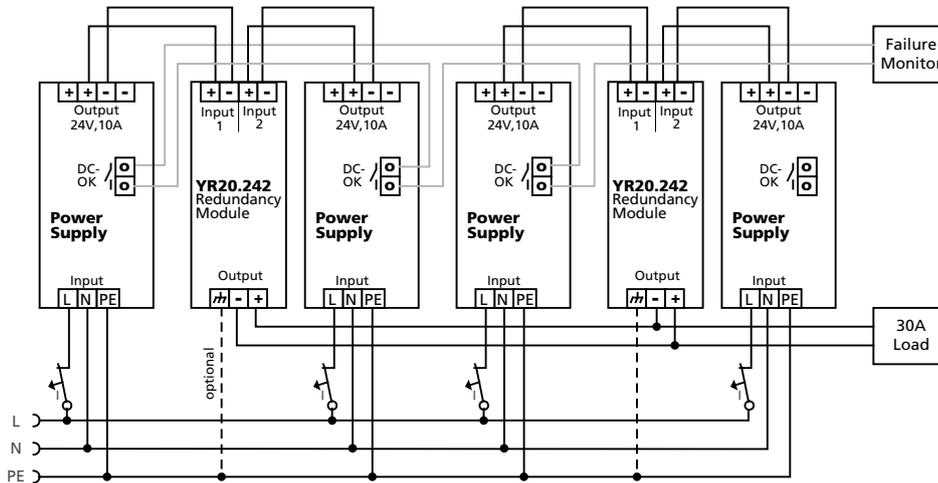 Failure
Monitor
+ + - -
Output
24V,10A
DC-
OK
Power
Supply
Input
L N PE
+ - + -
Input
1
Input
2
YR20.242
Redundancy
Module
Output
- +
optional
+ + - -
Output
24V,10A
DC-
OK
Power
Supply
Input
L N PE
+ + - -
Output
24V,10A
DC-
OK
Power
Supply
Input
L N PE
+ - + -
Input
1
Input
2
YR20.242
Redundancy
Module
Output
- +
+ + - -
Output
24V,10A
DC-
OK
Power
Supply
Input
L N PE
30A
Load
L
N
PE